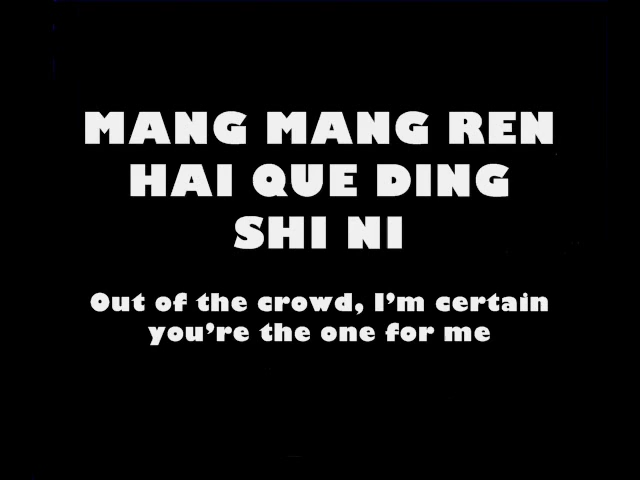 MANG MANG REN
HAI QUE DING
SHI NI
Out of the crowd, I'm certain
you're the one for me